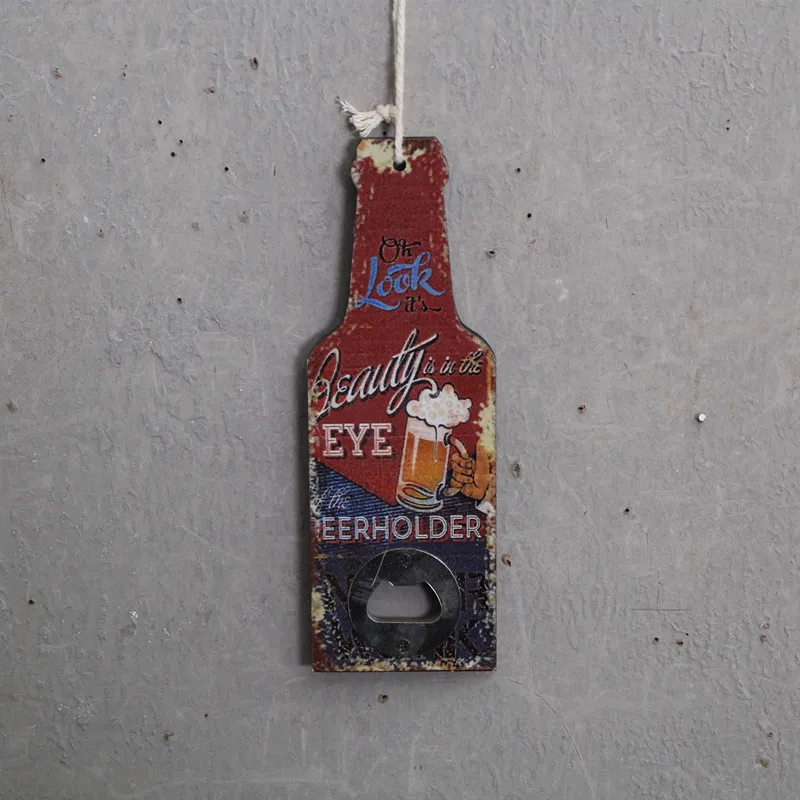 Oh
Look
it's
Beauty is in the
EYE
of the
EERHOLDER